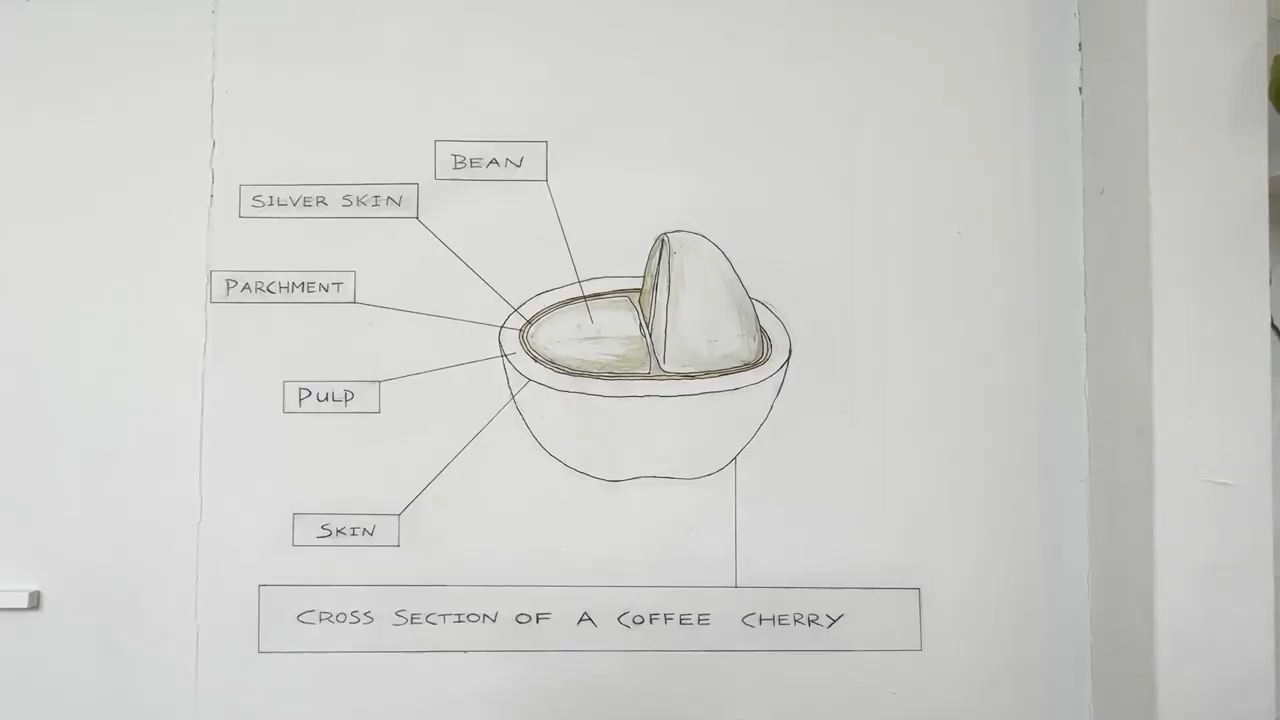 BEAN
SILVER SKIN
PARCHMENT
PULP
SKIN
CROSS SECTION OF A COFFEE CHERRY